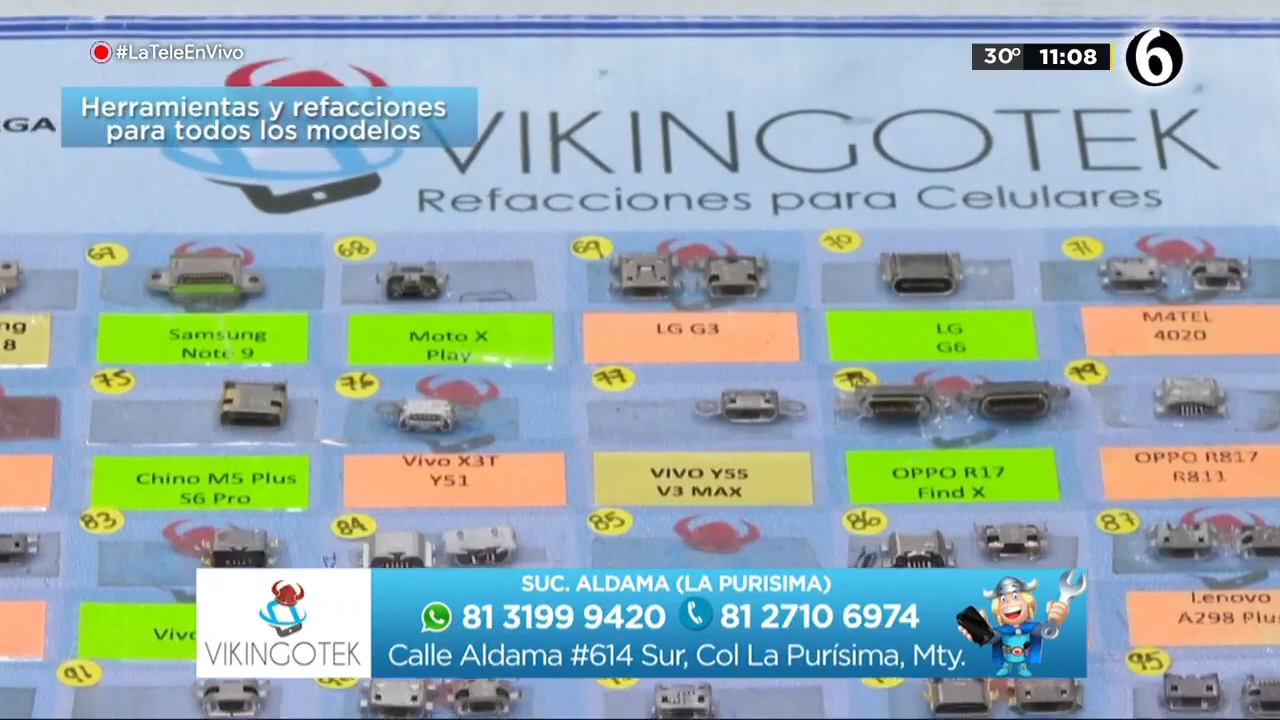 #LaTeleEnVivo
30° 11:08 6
Herramientas y refacciones
para todos los modelos
VIKINGOTEK
Refacciones para Celulares
67 68 69 70 71
Samsung
Note 9
Moto X
Play
LG G3
LG
G6
M4TEL
4020
8
75 76 77 79
Chino M5 Plus
S6 Pro
Vivo X3T
Y51
VIVO Y55
V3 MAX
OPPO R17
Find X
OPPO R817
R811
83 84 85 86 87
Lenovo
A298 Plus
SUC. ALDAMA (LA PURISIMA)
81 3199 9420 81 2710 6974
Calle Aldama #614 Sur, Col La Purísima, Mty.
VIKINGOTEK
91 95